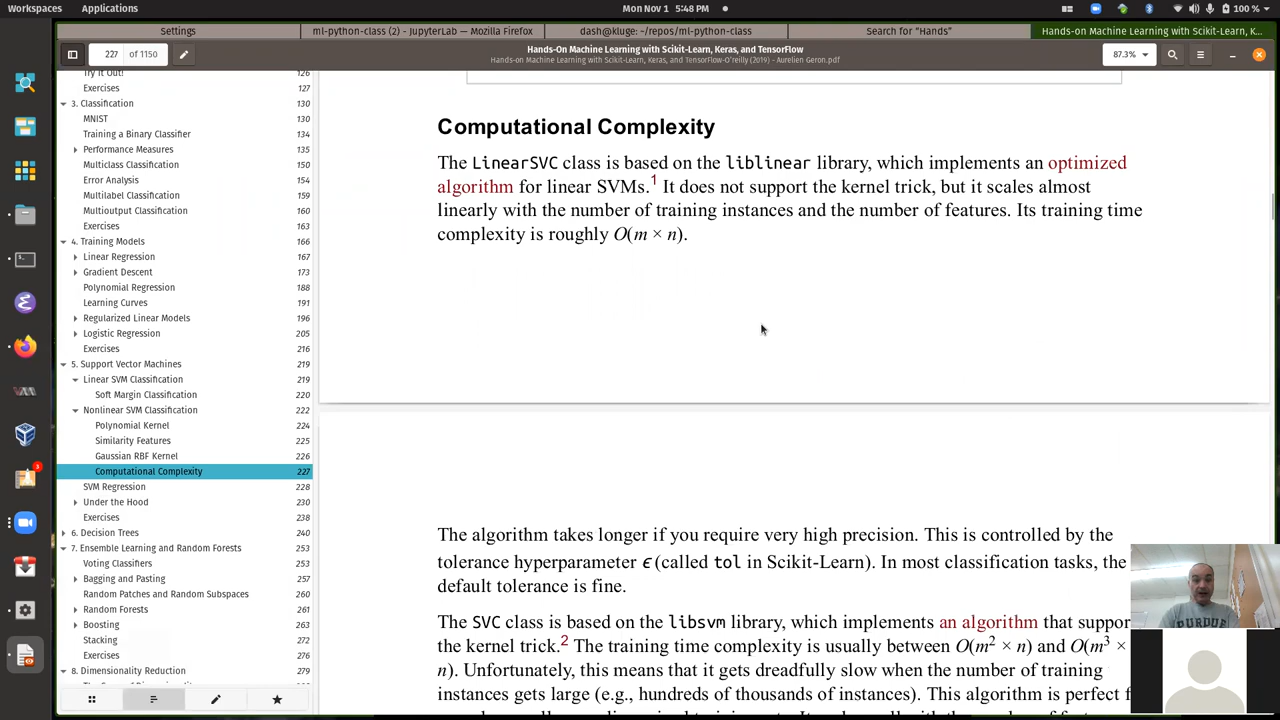 Workspaces
Applications
Mon Nov 1 5:48 PM
100 %
Settings
ml-python-class (2) - JupyterLab — Mozilla Firefox
dash@kluge: ~/repos/ml-python-class
Search for "Hands"
Hands-On Machine Learning with Scikit-Learn, K...
227
of 1150
Hands-On Machine Learning with Scikit-Learn, Keras, and TensorFlow
Hands-on Machine Learning with Scikit-Learn, Keras, and TensorFlow-O'reilly (2019) - Aurelien Geron.pdf
87.3%
Try It Out! 126
Exercises 127
3. Classification 130
MNIST 130
Training a Binary Classifier 134
Performance Measures 135
Multiclass Classification 150
Error Analysis 154
Multilabel Classification 159
Multioutput Classification 160
Exercises 163
4. Training Models 166
Linear Regression 167
Gradient Descent 173
Polynomial Regression 188
Learning Curves 191
Regularized Linear Models 196
Logistic Regression 205
Exercises 216
5. Support Vector Machines 219
Linear SVM Classification 219
Soft Margin Classification 220
Nonlinear SVM Classification 222
Polynomial Kernel 224
Similarity Features 225
Gaussian RBF Kernel 226
Computational Complexity 227
SVM Regression 228
Under the Hood 230
Exercises 238
6. Decision Trees 240
7. Ensemble Learning and Random Forests 253
Voting Classifiers 253
Bagging and Pasting 257
Random Patches and Random Subspaces 260
Random Forests 261
Boosting 263
Stacking 272
Exercises 276
8. Dimensionality Reduction 279
Computational Complexity
The LinearSVC class is based on the liblinear library, which implements an optimized
algorithm for linear SVMs.1 It does not support the kernel trick, but it scales almost
linearly with the number of training instances and the number of features. Its training time
complexity is roughly O(m × n).
The algorithm takes longer if you require very high precision. This is controlled by the
tolerance hyperparameter ϵ (called tol in Scikit-Learn). In most classification tasks, the
default tolerance is fine.
The SVC class is based on the libsvm library, which implements an algorithm that suppor
the kernel trick.2 The training time complexity is usually between O(m2 × n) and O(m3 ×
n). Unfortunately, this means that it gets dreadfully slow when the number of training
instances gets large (e.g., hundreds of thousands of instances). This algorithm is perfect f
PURDUE
3